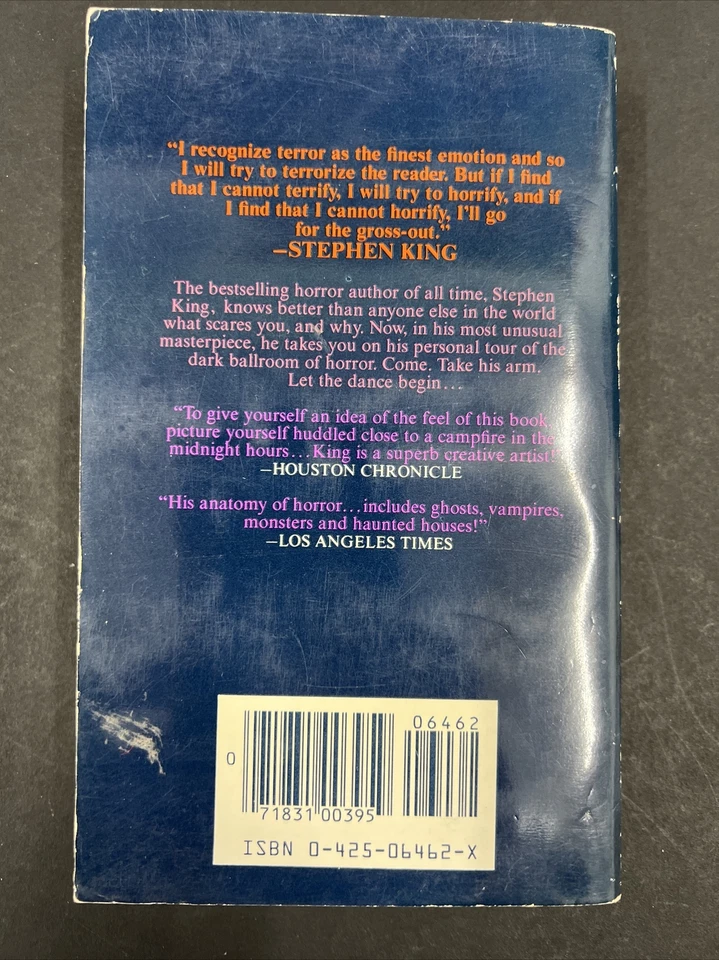 “I recognize terror as the finest emotion and so
I will try to terrorize the reader. But if I find
that I cannot terrify, I will try to horrify, and if
I find that I cannot horrify, I'll go
for the gross-out.”
—STEPHEN KING
The bestselling horror author of all time, Stephen
King, knows better than anyone else in the world
what scares you, and why. Now, in his most unusual
masterpiece, he takes you on his personal tour of the
dark ballroom of horror. Come. Take his arm.
Let the dance begin...
“To give yourself an idea of the feel of this book,
picture yourself huddled close to a campfire in the
midnight hours...King is a superb creative artist!”
—HOUSTON CHRONICLE
“His anatomy of horror...includes ghosts, vampires,
monsters and haunted houses!”
—LOS ANGELES TIMES
06462
0
71831 00395
ISBN 0-425-06462-X